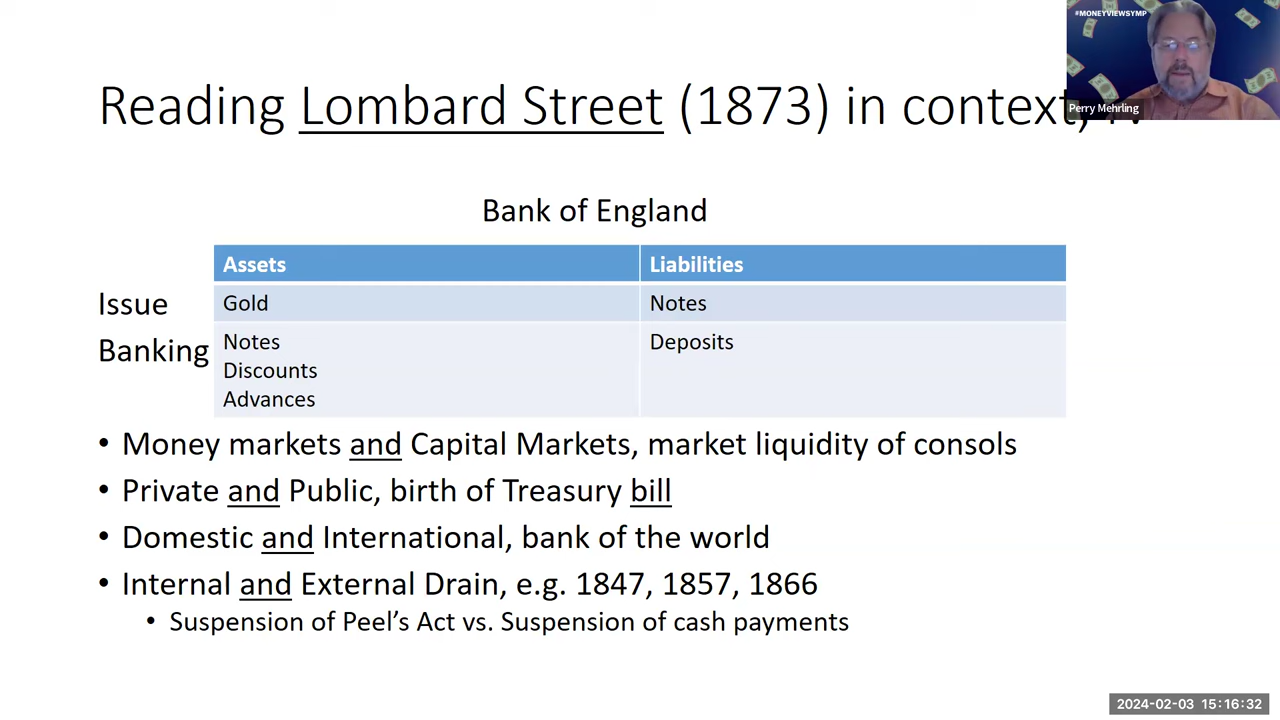 #MONEYVIEWSYMP
Perry Mehrling
Reading Lombard Street (1873) in context,
Bank of England
Assets Liabilities
Issue Gold Notes
Banking Notes Deposits
Discounts
Advances
• Money markets and Capital Markets, market liquidity of consols
• Private and Public, birth of Treasury bill
• Domestic and International, bank of the world
• Internal and External Drain, e.g. 1847, 1857, 1866
• Suspension of Peel’s Act vs. Suspension of cash payments
2024-02-03 15:16:32